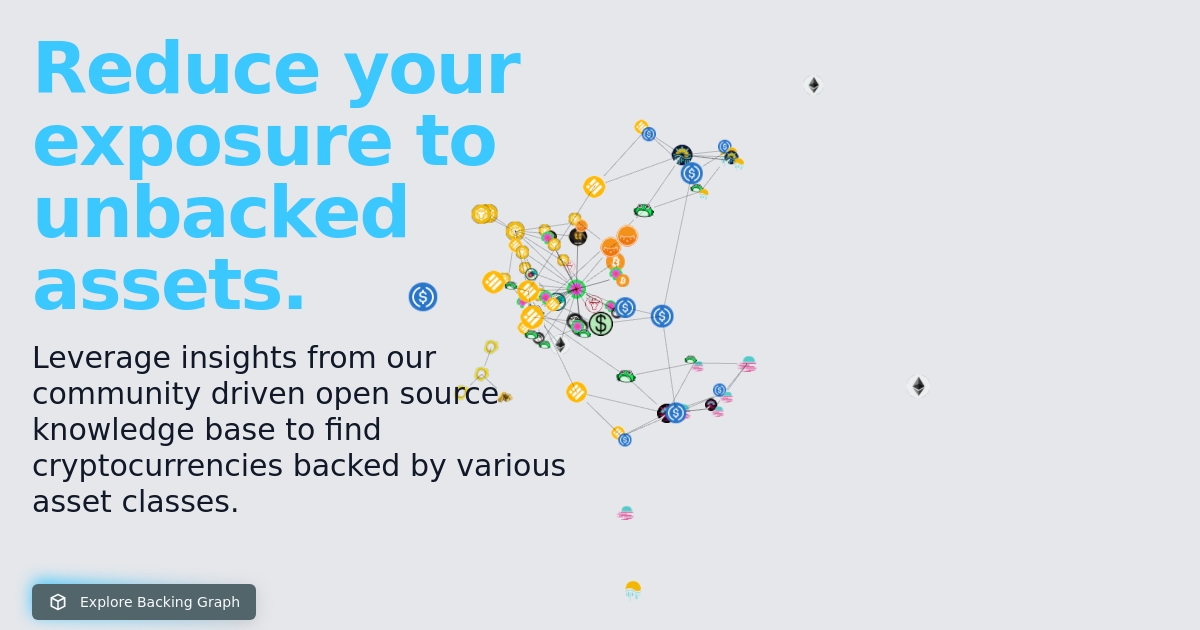 Reduce your
exposure to
unbacked
assets.
Leverage insights from our
community driven open source
knowledge base to find
cryptocurrencies backed by various
asset classes.
Explore Backing Graph